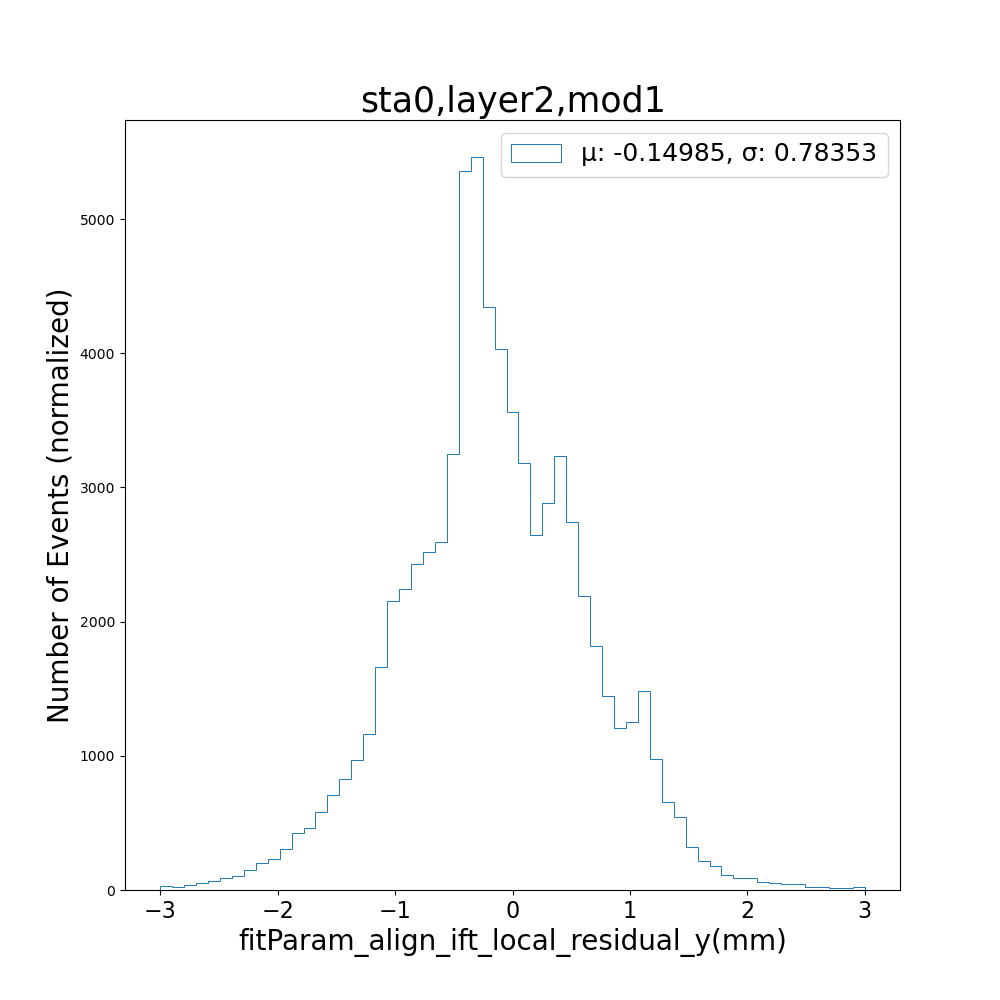 sta0,layer2,mod1
μ: -0.14985, σ: 0.78353
Number of Events (normalized)
5000
4000
3000
2000
1000
0
−3 −2 −1 0 1 2 3
fitParam_align_ift_local_residual_y(mm)